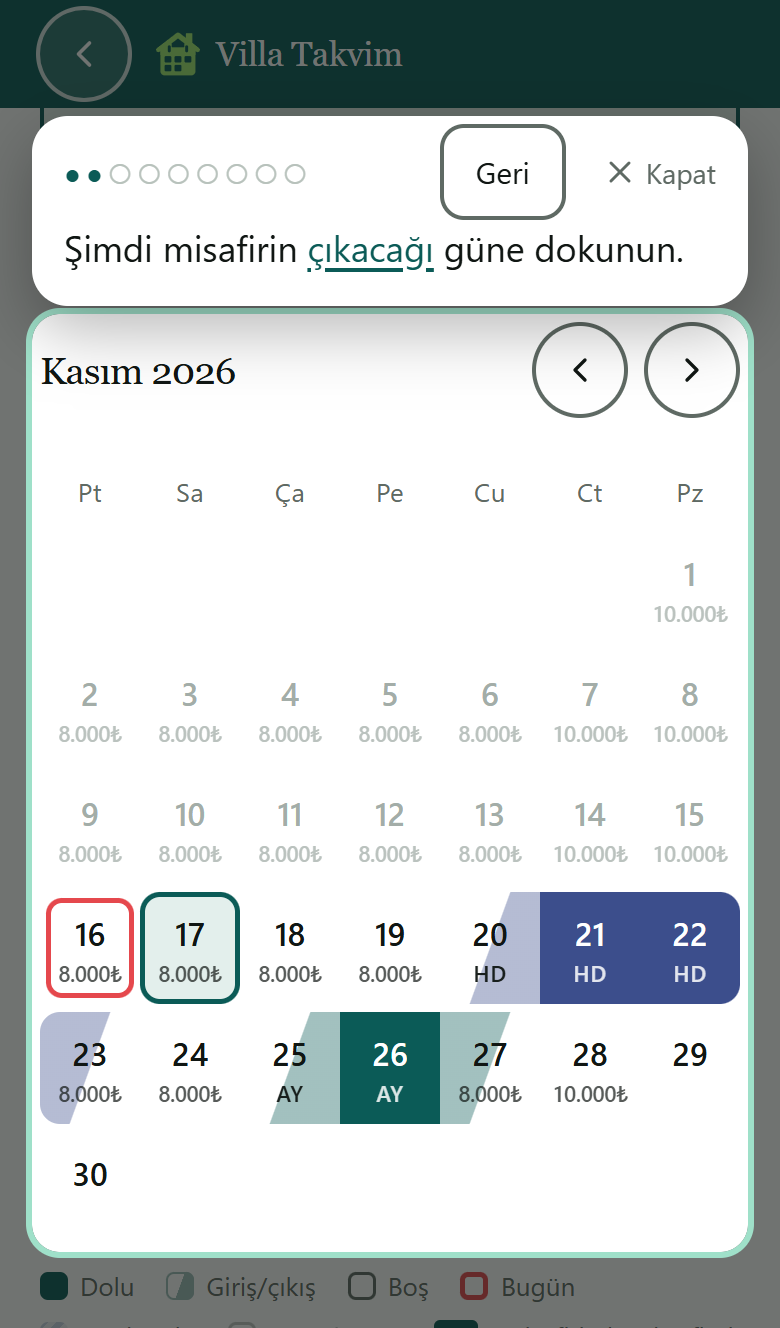 Villa Takvim
Geri
Kapat
Şimdi misafirin çıkacağı güne dokunun.
Kasım 2026
Pt Sa Ça Pe Cu Ct Pz
1
10.000₺
2 3 4 5 6 7 8
8.000₺ 8.000₺ 8.000₺ 8.000₺ 8.000₺ 10.000₺ 10.000₺
9 10 11 12 13 14 15
8.000₺ 8.000₺ 8.000₺ 8.000₺ 8.000₺ 10.000₺ 10.000₺
16 17 18 19 20 21 22
8.000₺ 8.000₺ 8.000₺ 8.000₺ HD HD HD
23 24 25 26 27 28 29
8.000₺ 8.000₺ AY AY 8.000₺ 10.000₺
30
Dolu Giriş/çıkış Boş Bugün